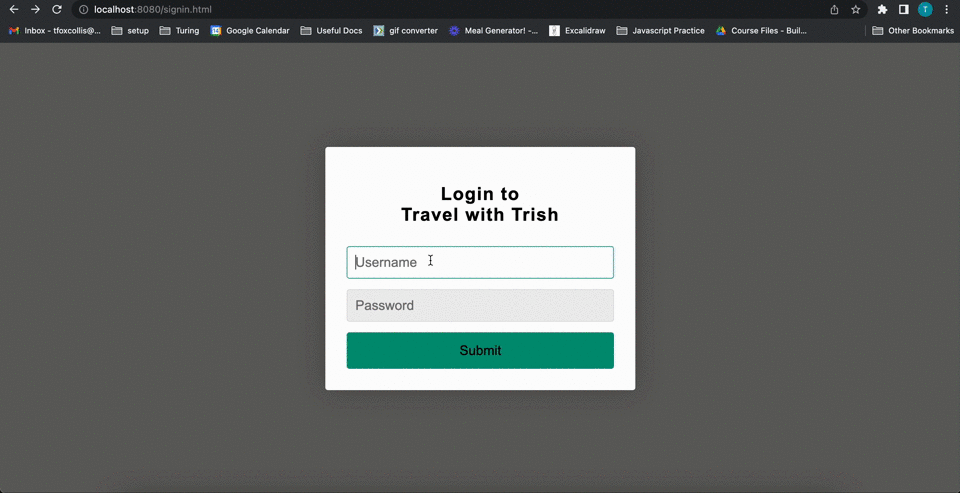 localhost:8080/signin.html
T
Inbox - tfoxcollis@... setup Turing Google Calendar Useful Docs gif converter Meal Generator! -... Excalidraw Javascript Practice Course Files - Buil... Other Bookmarks
Login to
Travel with Trish
Username
Password
Submit